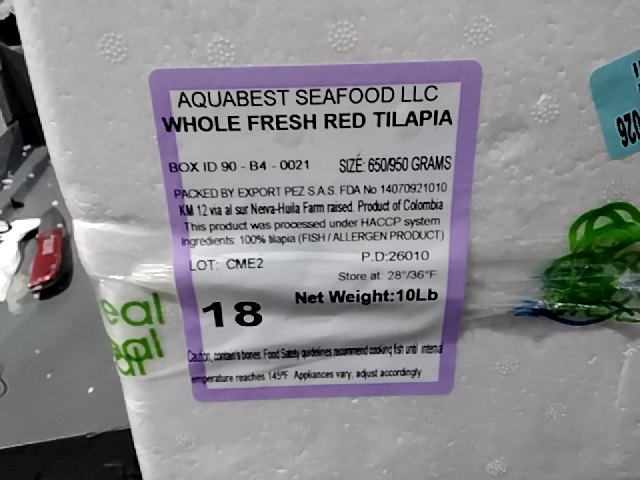 AQUABEST SEAFOOD LLC
WHOLE FRESH RED TILAPIA
BOX ID 90 - B4 - 0021 SIZE: 650/950 GRAMS
PACKED BY EXPORT PEZ S.A.S. FDA No 14070921010
KM 12 via al sur Neiva-Huila Farm raised. Product of Colombia
This product was processed under HACCP system
Ingredients: 100% tilapia (FISH / ALLERGEN PRODUCT)
LOT: CME2 P.D:26010
Store at: 28°/36°F
18 Net Weight:10Lb
Caution, contains bones. Food Safety guidelines recommend cooking fish until internal
temperature reaches 145°F. Appliances vary, adjust accordingly
eal
eal